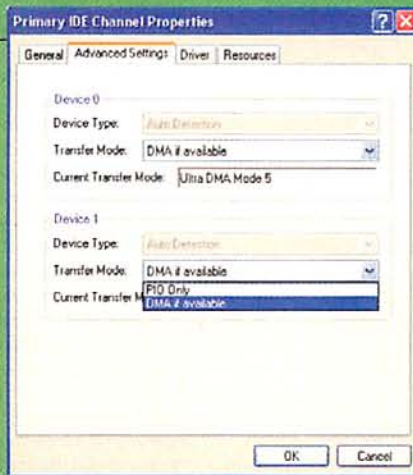 Primary IDE Channel Properties
General Advanced Settings Driver Resources
Device 0
Device Type: Auto Detection
Transfer Mode: DMA if available
Current Transfer Mode: Ultra DMA Mode 5
Device 1
Device Type: Auto Detection
Transfer Mode: DMA if available
PIO Only
Current Transfer M DMA if available
OK Cancel